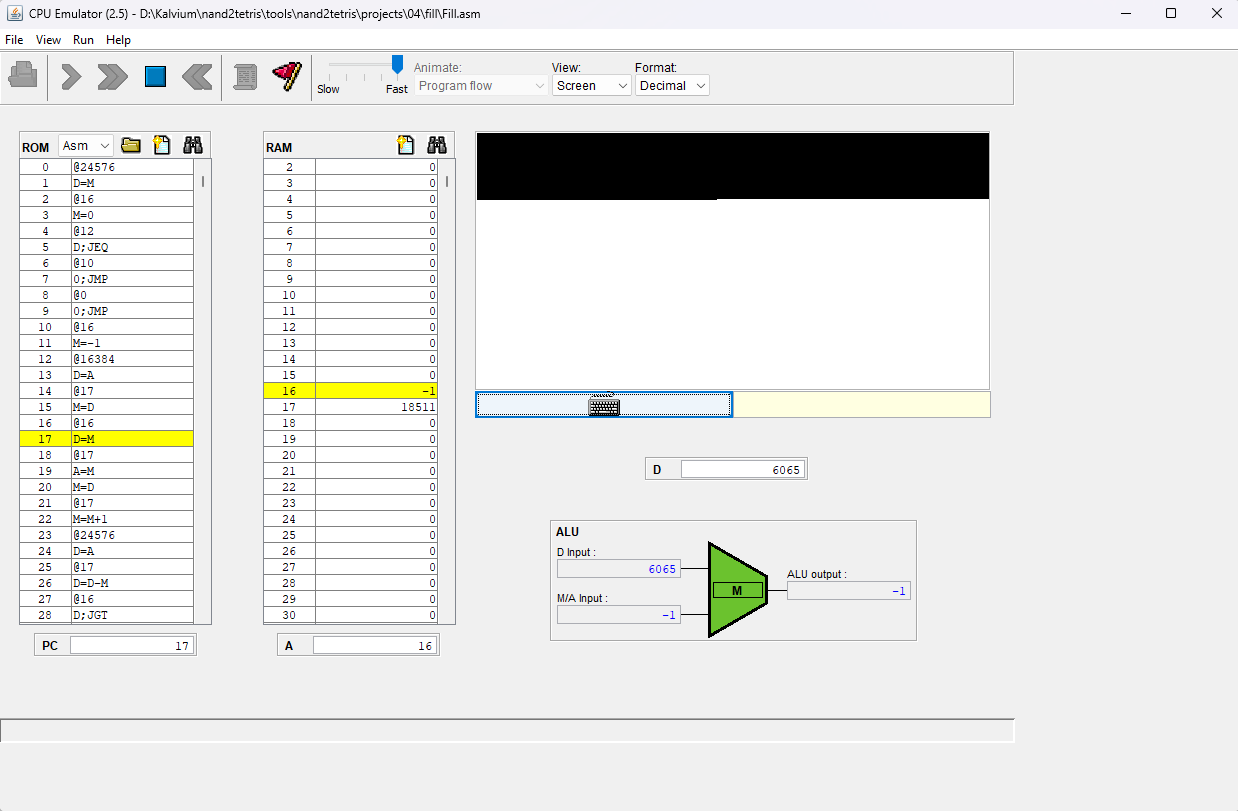 CPU Emulator (2.5) - D:\Kalvium\nand2tetris\tools\nand2tetris\projects\04\fill\Fill.asm
File View Run Help
Slow Fast
Animate:
Program flow
View:
Screen
Format:
Decimal
ROM Asm
0 @24576
1 D=M
2 @16
3 M=0
4 @12
5 D;JEQ
6 @10
7 0;JMP
8 @0
9 0;JMP
10 @16
11 M=-1
12 @16384
13 D=A
14 @17
15 M=D
16 @16
17 D=M
18 @17
19 A=M
20 M=D
21 @17
22 M=M+1
23 @24576
24 D=A
25 @17
26 D=D-M
27 @16
28 D;JGT
PC 17
RAM
2 0
3 0
4 0
5 0
6 0
7 0
8 0
9 0
10 0
11 0
12 0
13 0
14 0
15 0
16 -1
17 18511
18 0
19 0
20 0
21 0
22 0
23 0
24 0
25 0
26 0
27 0
28 0
29 0
30 0
A 16
D 6065
ALU
D Input :
6065
M/A Input :
-1
M
ALU output :
-1